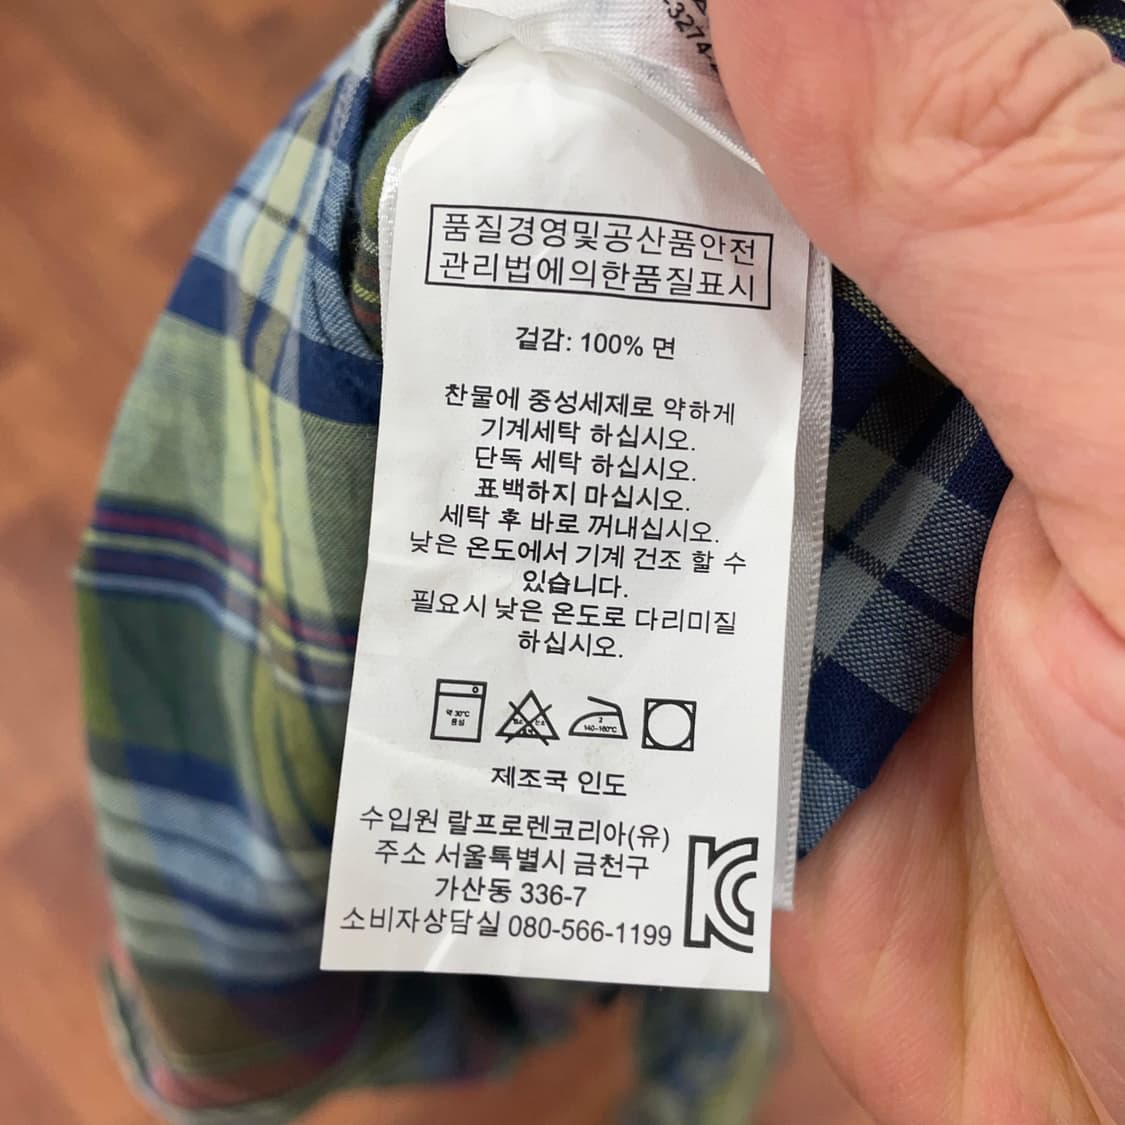 품질경영및공산품안전
관리법에의한품질표시
겉감: 100% 면
찬물에 중성세제로 약하게
기계세탁 하십시오.
단독 세탁 하십시오.
표백하지 마십시오.
세탁 후 바로 꺼내십시오.
낮은 온도에서 기계 건조 할 수
있습니다.
필요시 낮은 온도로 다리미질
하십시오.
약 30°C
중성
2
140~160°C
제조국 인도
수입원 랄프로렌코리아(유)
주소 서울특별시 금천구
가산동 336-7
소비자상담실 080-566-1199